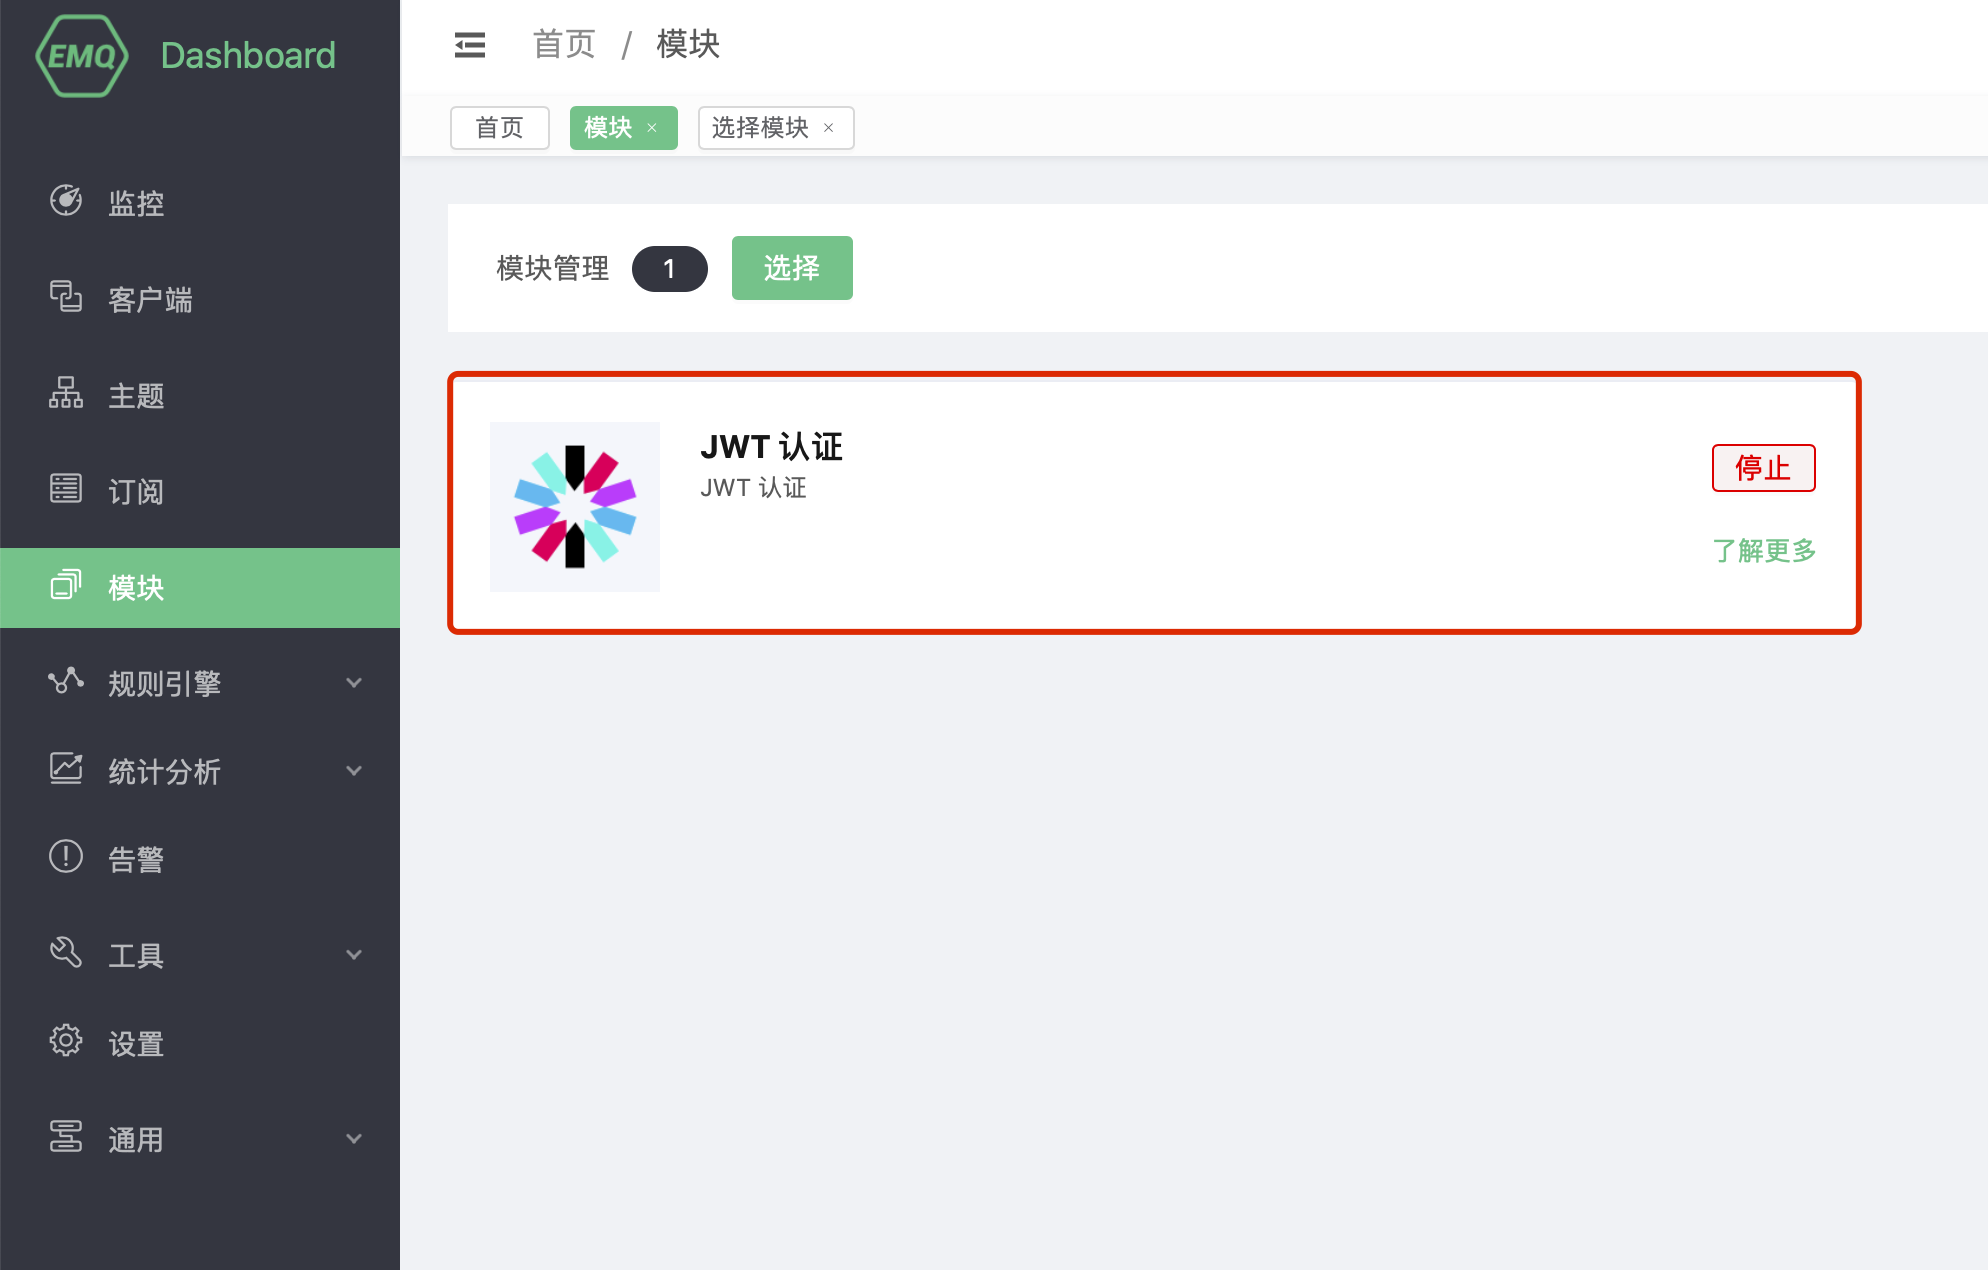 EMQ Dashboard
监控
客户端
主题
订阅
模块
规则引擎
统计分析
告警
工具
设置
通用
首页 / 模块
首页 模块 × 选择模块 ×
模块管理 1 选择
JWT 认证
JWT 认证
停止
了解更多